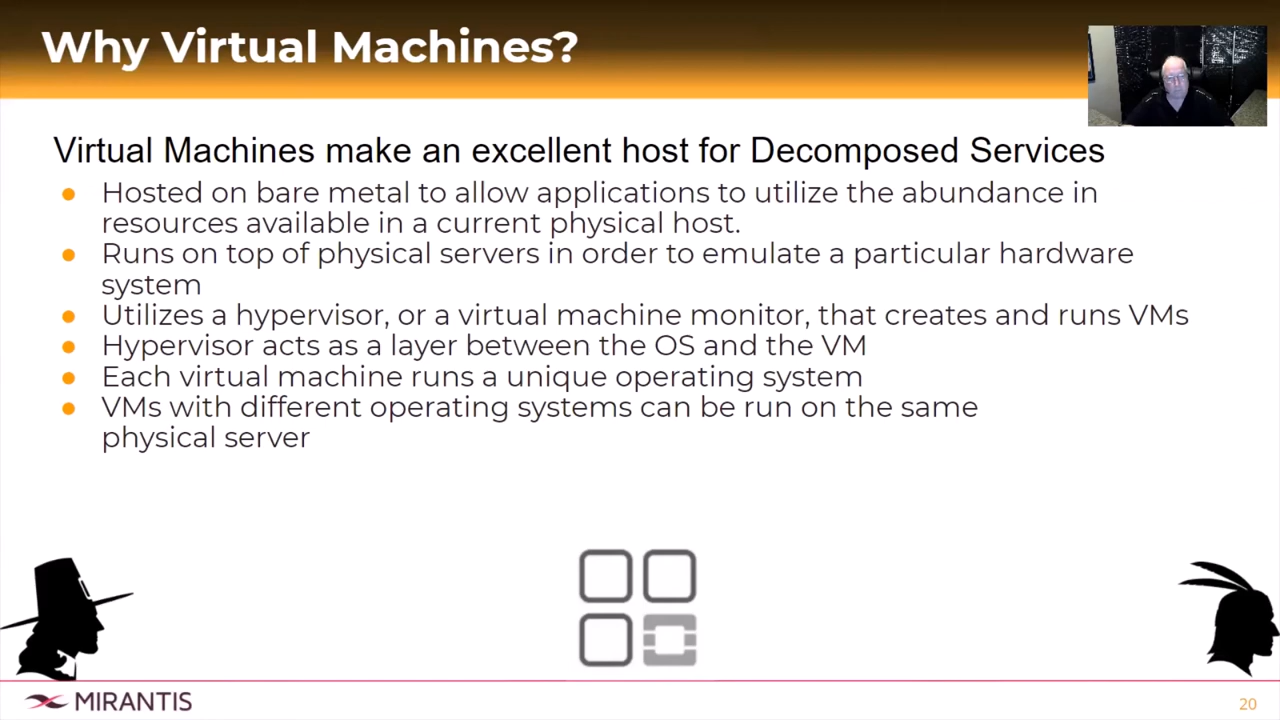 Why Virtual Machines?
Virtual Machines make an excellent host for Decomposed Services
● Hosted on bare metal to allow applications to utilize the abundance in
resources available in a current physical host.
● Runs on top of physical servers in order to emulate a particular hardware
system
● Utilizes a hypervisor, or a virtual machine monitor, that creates and runs VMs
● Hypervisor acts as a layer between the OS and the VM
● Each virtual machine runs a unique operating system
● VMs with different operating systems can be run on the same
physical server
MIRANTIS
20